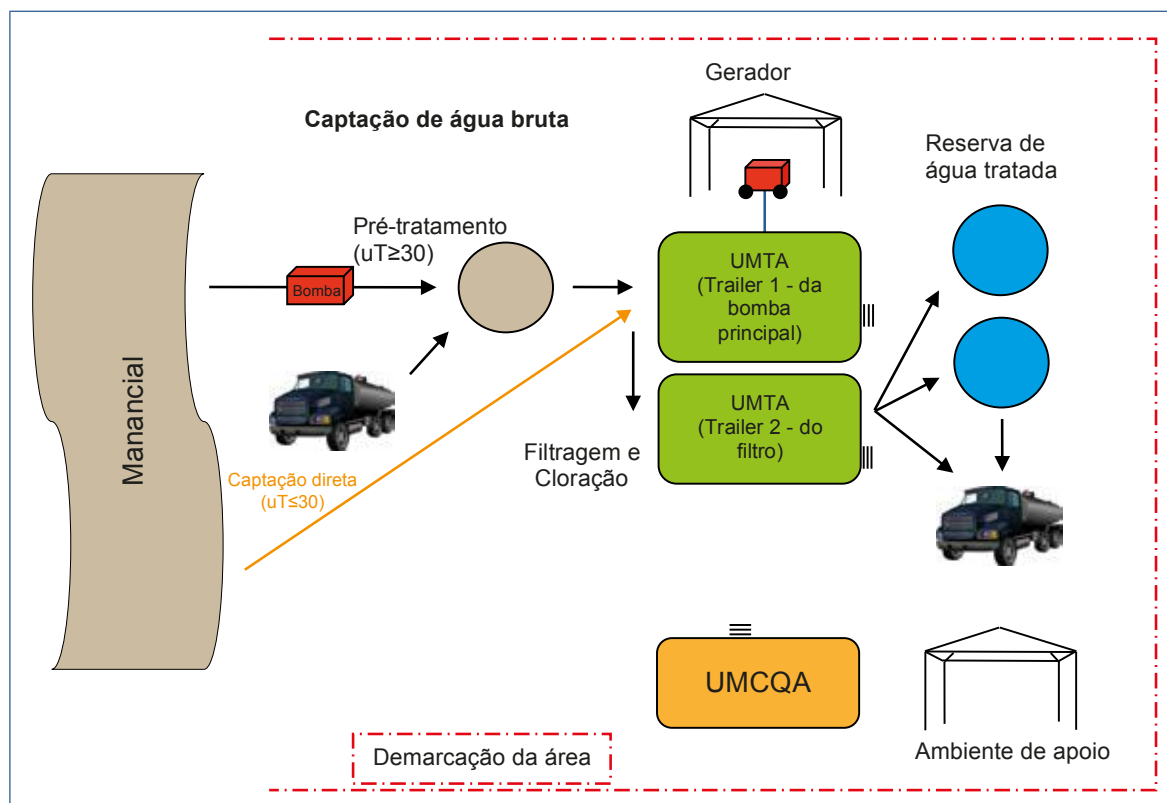 Gerador
Captação de água bruta
Reserva de
água tratada
Pré-tratamento
(uT≥30)
Bomba
UMTA
(Trailer 1 - da
bomba
principal)
Manancial
UMTA
(Trailer 2 - do
filtro)
Filtragem e
Cloração
Captação direta
(uT≤30)
UMCQA
Demarcação da área
Ambiente de apoio